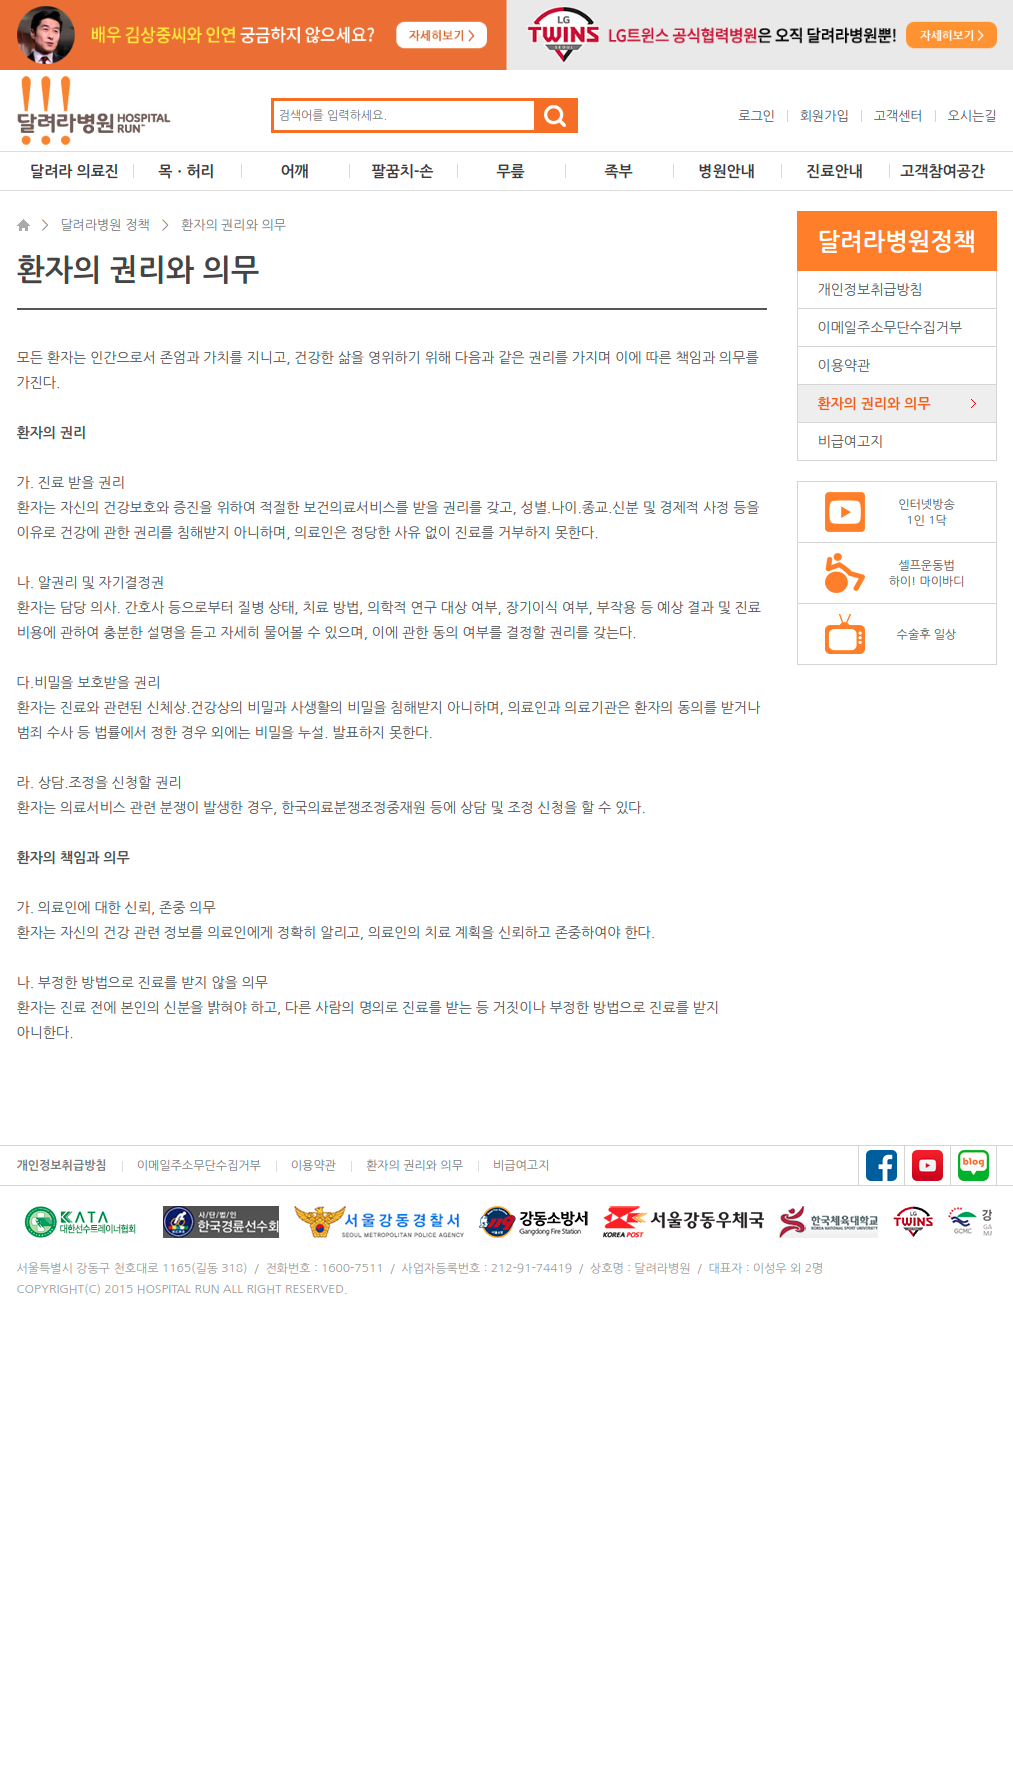 배우 김상중씨와 인연 궁금하지 않으세요?
자세히보기 >
LG
TWINS
SEOUL
LG트윈스 공식협력병원은 오직 달려라병원뿐!
자세히보기 >
달려라병원 HOSPITAL RUN™
검색어를 입력하세요.
로그인
회원가입
고객센터
오시는길
달려라 의료진
목 · 허리
어깨
팔꿈치-손
무릎
족부
병원안내
진료안내
고객참여공간
달려라병원 정책 > 환자의 권리와 의무
환자의 권리와 의무
모든 환자는 인간으로서 존엄과 가치를 지니고, 건강한 삶을 영위하기 위해 다음과 같은 권리를 가지며 이에 따른 책임과 의무를
가진다.
환자의 권리
가. 진료 받을 권리
환자는 자신의 건강보호와 증진을 위하여 적절한 보건의료서비스를 받을 권리를 갖고, 성별.나이.종교.신분 및 경제적 사정 등을
이유로 건강에 관한 권리를 침해받지 아니하며, 의료인은 정당한 사유 없이 진료를 거부하지 못한다.
나. 알권리 및 자기결정권
환자는 담당 의사. 간호사 등으로부터 질병 상태, 치료 방법, 의학적 연구 대상 여부, 장기이식 여부, 부작용 등 예상 결과 및 진료
비용에 관하여 충분한 설명을 듣고 자세히 물어볼 수 있으며, 이에 관한 동의 여부를 결정할 권리를 갖는다.
다.비밀을 보호받을 권리
환자는 진료와 관련된 신체상.건강상의 비밀과 사생활의 비밀을 침해받지 아니하며, 의료인과 의료기관은 환자의 동의를 받거나
범죄 수사 등 법률에서 정한 경우 외에는 비밀을 누설. 발표하지 못한다.
라. 상담.조정을 신청할 권리
환자는 의료서비스 관련 분쟁이 발생한 경우, 한국의료분쟁조정중재원 등에 상담 및 조정 신청을 할 수 있다.
환자의 책임과 의무
가. 의료인에 대한 신뢰, 존중 의무
환자는 자신의 건강 관련 정보를 의료인에게 정확히 알리고, 의료인의 치료 계획을 신뢰하고 존중하여야 한다.
나. 부정한 방법으로 진료를 받지 않을 의무
환자는 진료 전에 본인의 신분을 밝혀야 하고, 다른 사람의 명의로 진료를 받는 등 거짓이나 부정한 방법으로 진료를 받지
아니한다.
달려라병원정책
개인정보취급방침
이메일주소무단수집거부
이용약관
환자의 권리와 의무
비급여고지
인터넷방송
1인 1닥
셀프운동법
하이! 마이바디
수술후 일상
개인정보취급방침
이메일주소무단수집거부
이용약관
환자의 권리와 의무
비급여고지
blog
KATA
대한선수트레이너협회
사/단/법/인
한국경륜선수회
서울강동경찰서
SEOUL METROPOLITAN POLICE AGENCY
119
강동소방서
Gangdong Fire Station
KOREA POST
서울강동우체국
한국체육대학교
KOREA NATIONAL SPORT UNIVERSITY
LG
TWINS
GCMC
강
GA
MJ
서울특별시 강동구 천호대로 1165(길동 318) / 전화번호 : 1600-7511 / 사업자등록번호 : 212-91-74419 / 상호명 : 달려라병원 / 대표자 : 이성우 외 2명
COPYRIGHT(C) 2015 HOSPITAL RUN ALL RIGHT RESERVED.